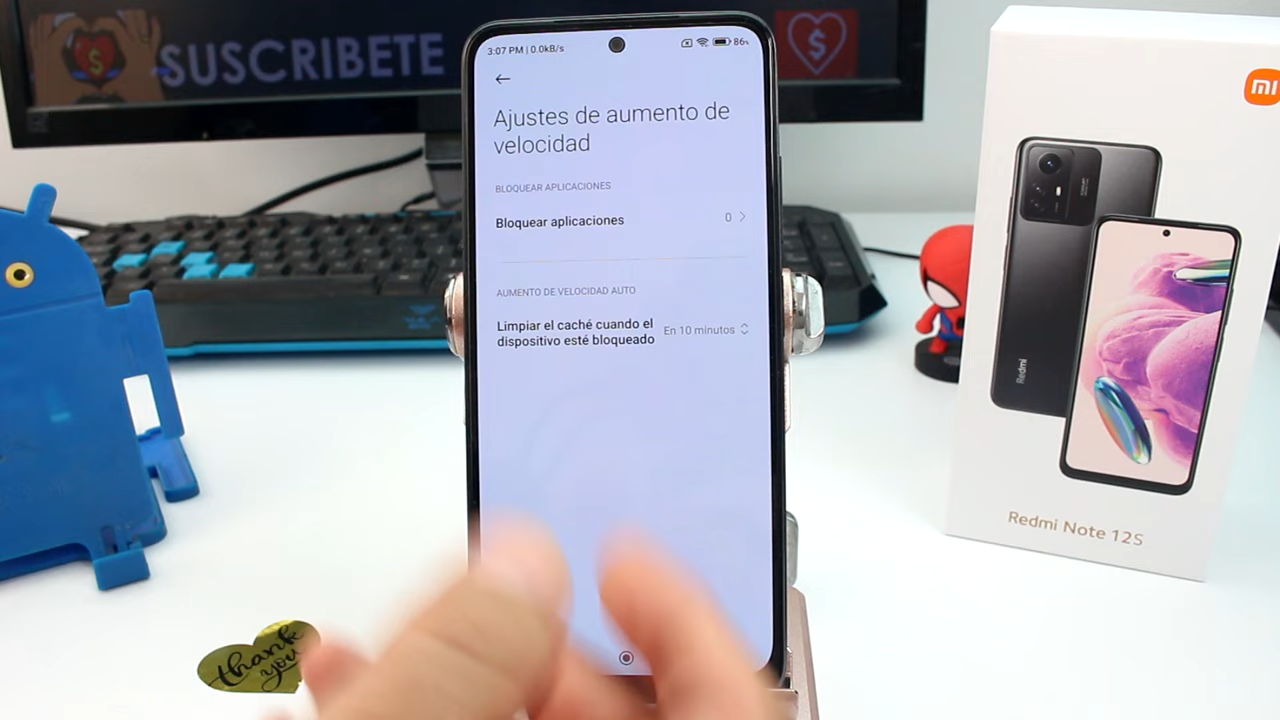 SUSCRIBETE
$
$
3:07 PM | 0.0kB/s
86%
Ajustes de aumento de
velocidad
BLOQUEAR APLICACIONES
Bloquear aplicaciones
0
AUMENTO DE VELOCIDAD AUTO
Limpiar el caché cuando el
dispositivo esté bloqueado
En 10 minutos
mi
Redmi
Redmi Note 12S
thank
you